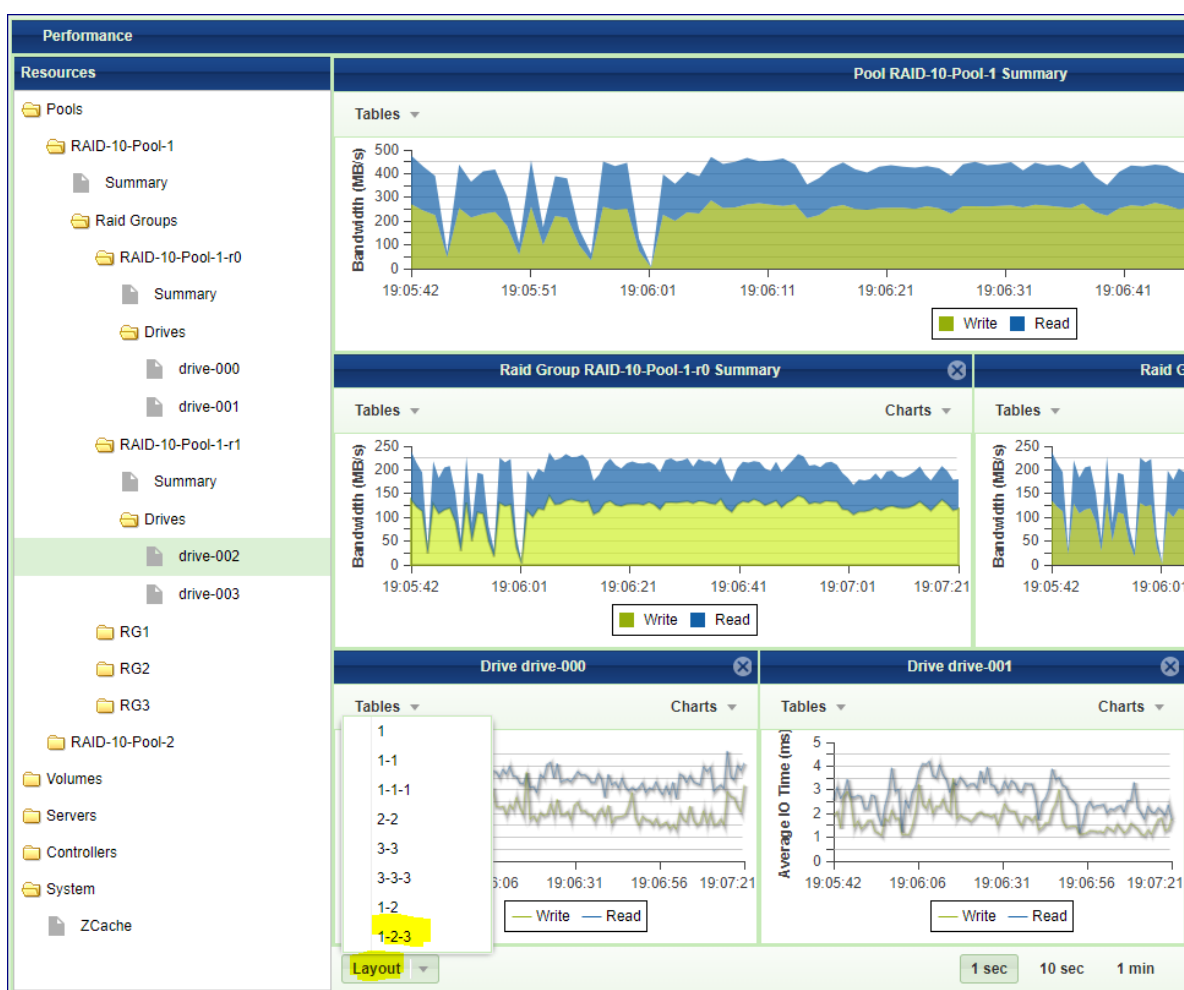 Performance
Resources
Pools
RAID-10-Pool-1
Summary
Raid Groups
RAID-10-Pool-1-r0
Summary
Drives
drive-000
drive-001
RAID-10-Pool-1-r1
Summary
Drives
drive-002
drive-003
RG1
RG2
RG3
RAID-10-Pool-2
Volumes
Servers
Controllers
System
ZCache
Pool RAID-10-Pool-1 Summary
Tables
Bandwidth (MB/s)
500
400
300
200
100
0
19:05:42 19:05:51 19:06:01 19:06:11 19:06:21 19:06:31 19:06:41
Write Read
Raid Group RAID-10-Pool-1-r0 Summary
Tables Charts
Bandwidth (MB/s)
250
200
150
100
50
0
19:05:42 19:06:01 19:06:21 19:06:41 19:07:01 19:07:21
Write Read
Raid G
Tables
Bandwidth (MB/s)
250
200
150
100
50
0
19:05:42 19:06:01
Drive drive-000
Tables Charts
1
1-1
1-1-1
2-2
3-3
3-3-3
1-2
1-2-3
5:06 19:06:31 19:06:56 19:07:21
Write Read
Drive drive-001
Tables Charts
Average IO Time (ms)
5
4
3
2
1
0
19:05:42 19:06:06 19:06:31 19:06:56 19:07:21
Write Read
Layout
1 sec 10 sec 1 min